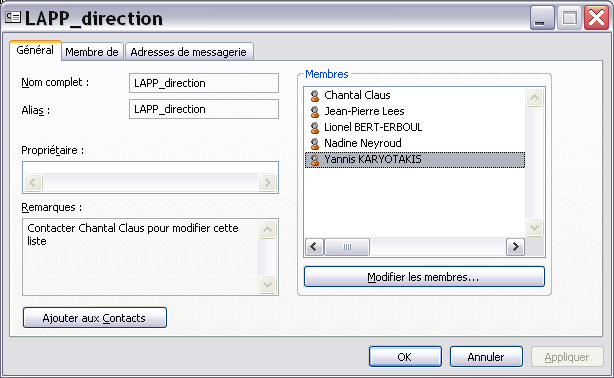 LAPP_direction
Général
Membre de
Adresses de messagerie
Nom complet :
LAPP_direction
Alias :
LAPP_direction
Propriétaire :
Remarques :
Contacter Chantal Claus pour modifier cette
liste
Ajouter aux Contacts
Membres
Chantal Claus
Jean-Pierre Lees
Lionel BERT-ERBOUL
Nadine Neyroud
Yannis KARYOTAKIS
Modifier les membres...
OK
Annuler
Appliquer